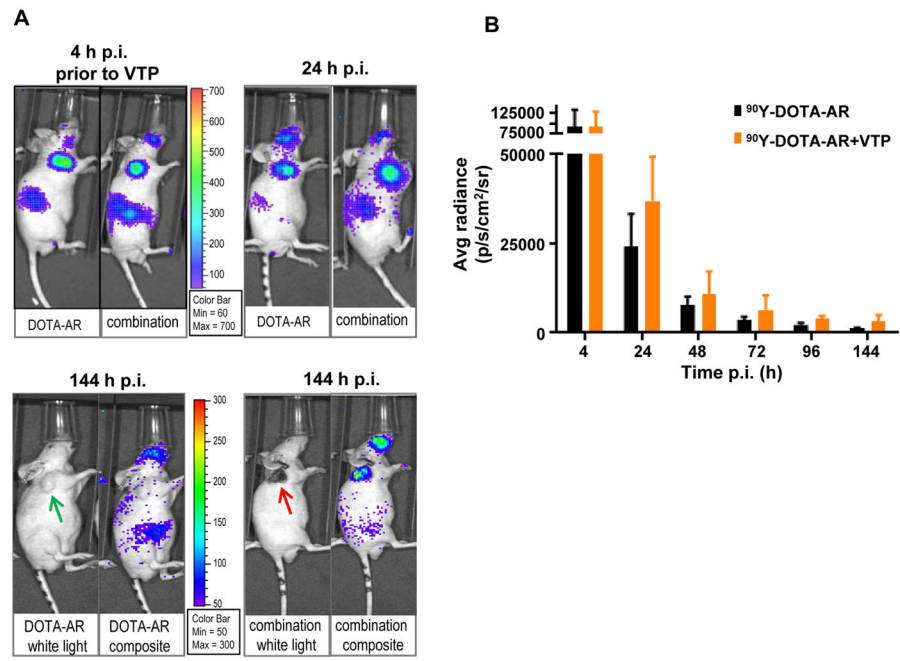 A
4 h p.i.
prior to VTP
24 h p.i.
700
600
500
400
300
200
100
Color Bar
Min = 60
Max = 700
DOTA-AR
combination
DOTA-AR
combination
144 h p.i.
144 h p.i.
300
250
200
150
100
50
Color Bar
Min = 50
Max = 300
DOTA-AR
white light
DOTA-AR
composite
combination
white light
combination
composite
B
125000
75000
50000
25000
0
Avg radiance
(p/s/cm²/sr)
⁹⁰Y-DOTA-AR
⁹⁰Y-DOTA-AR+VTP
4 24 48 72 96 144
Time p.i. (h)